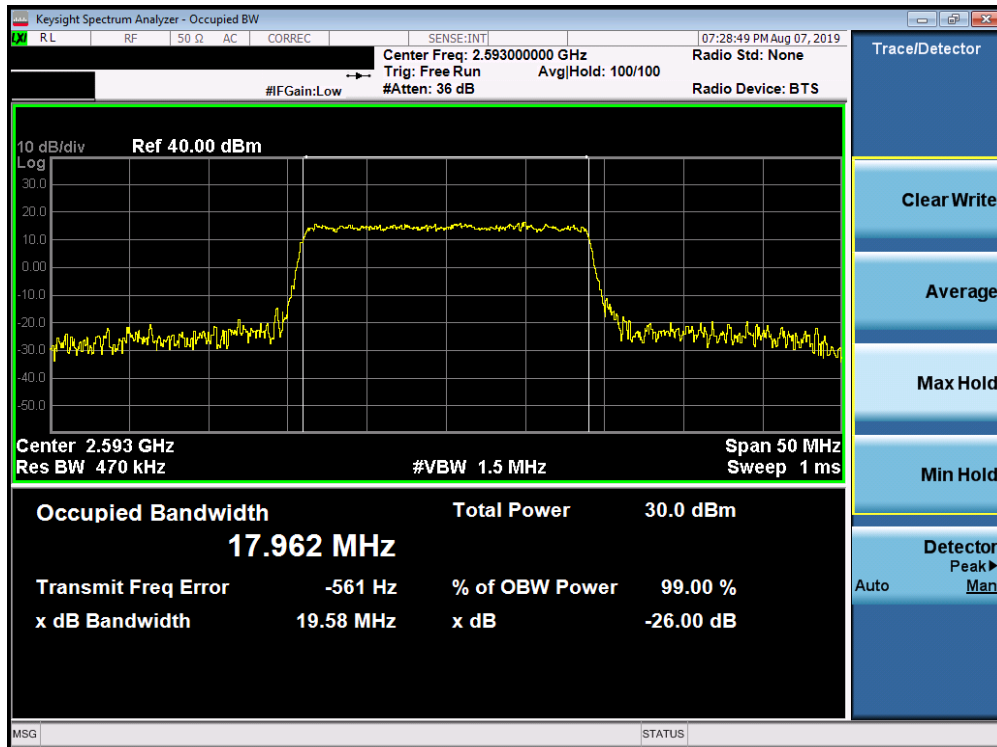 Keysight Spectrum Analyzer - Occupied BW
LXI RL RF 50 Ω AC CORREC SENSE:INT 07:28:49 PM Aug 07, 2019
Center Freq: 2.593000000 GHz Radio Std: None
Trig: Free Run Avg|Hold: 100/100
#IFGain:Low #Atten: 36 dB Radio Device: BTS
10 dB/div Ref 40.00 dBm
Log
30.0
20.0
10.0
0.00
-10.0
-20.0
-30.0
-40.0
-50.0
Center 2.593 GHz Span 50 MHz
Res BW 470 kHz #VBW 1.5 MHz Sweep 1 ms
Occupied Bandwidth Total Power 30.0 dBm
17.962 MHz
Transmit Freq Error -561 Hz % of OBW Power 99.00 %
x dB Bandwidth 19.58 MHz x dB -26.00 dB
MSG STATUS
Trace/Detector
Clear Write
Average
Max Hold
Min Hold
Detector
Peak▶
Auto Man